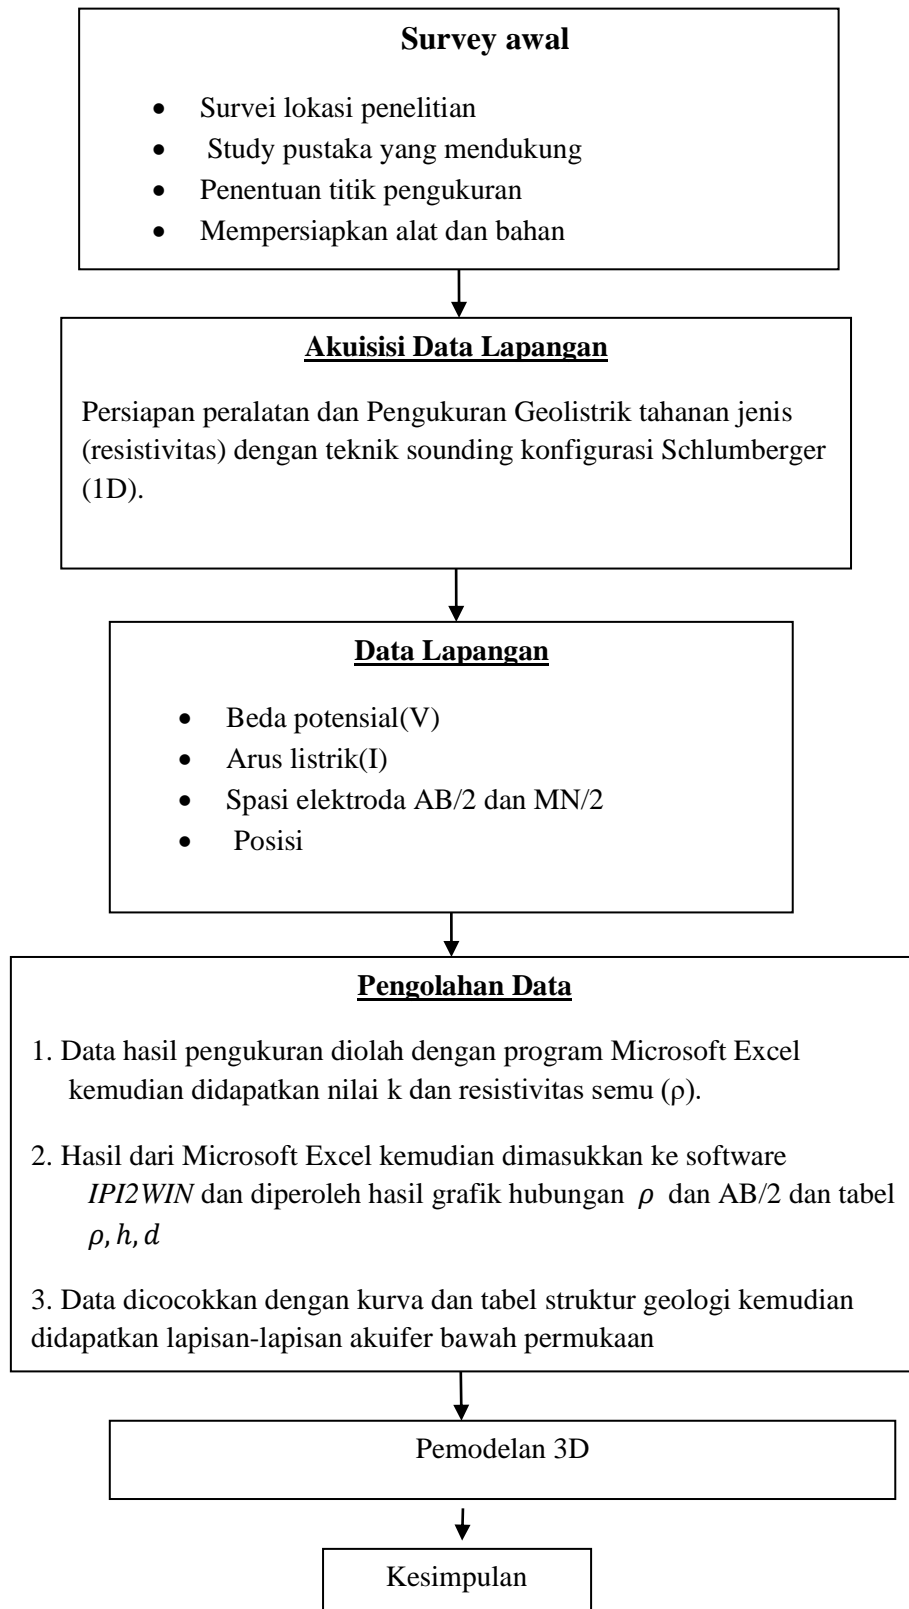 Survey awal
• Survei lokasi penelitian
• Study pustaka yang mendukung
• Penentuan titik pengukuran
• Mempersiapkan alat dan bahan
Akuisisi Data Lapangan
Persiapan peralatan dan Pengukuran Geolistrik tahanan jenis
(resistivitas) dengan teknik sounding konfigurasi Schlumberger
(1D).
Data Lapangan
• Beda potensial(V)
• Arus listrik(I)
• Spasi elektroda AB/2 dan MN/2
• Posisi
Pengolahan Data
1. Data hasil pengukuran diolah dengan program Microsoft Excel
kemudian didapatkan nilai k dan resistivitas semu (ρ).
2. Hasil dari Microsoft Excel kemudian dimasukkan ke software
IPI2WIN dan diperoleh hasil grafik hubungan ρ dan AB/2 dan tabel
ρ, h, d
3. Data dicocokkan dengan kurva dan tabel struktur geologi kemudian
didapatkan lapisan-lapisan akuifer bawah permukaan
Pemodelan 3D
Kesimpulan